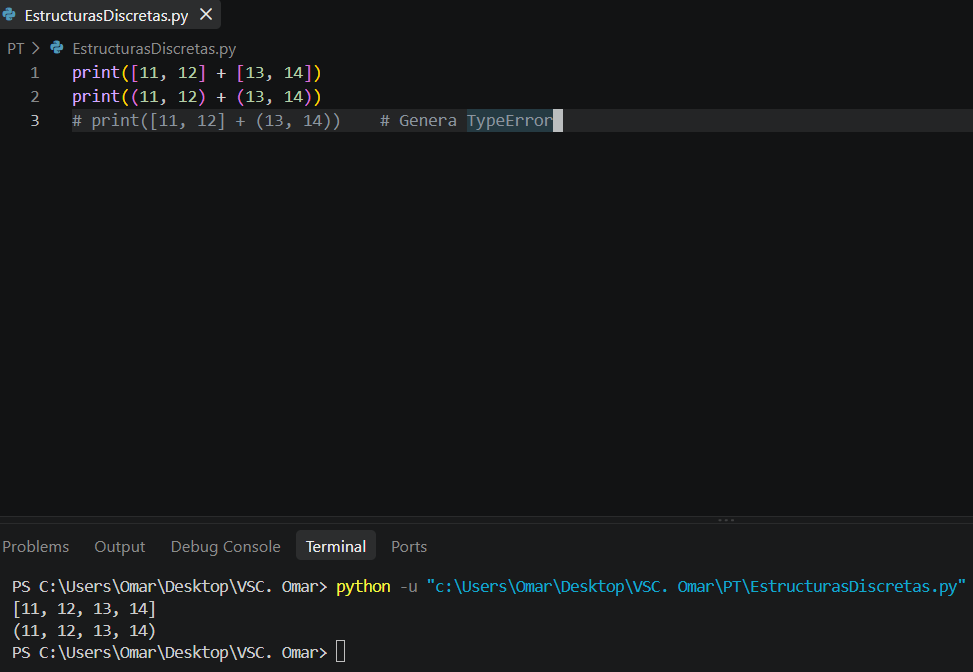 EstructurasDiscretas.py
PT > EstructurasDiscretas.py
1 print([11, 12] + [13, 14])
2 print((11, 12) + (13, 14))
3 # print([11, 12] + (13, 14))    # Genera TypeError
Problems Output Debug Console Terminal Ports
PS C:\Users\Omar\Desktop\VSC. Omar> python -u "c:\Users\Omar\Desktop\VSC. Omar\PT\EstructurasDiscretas.py"
[11, 12, 13, 14]
(11, 12, 13, 14)
PS C:\Users\Omar\Desktop\VSC. Omar>